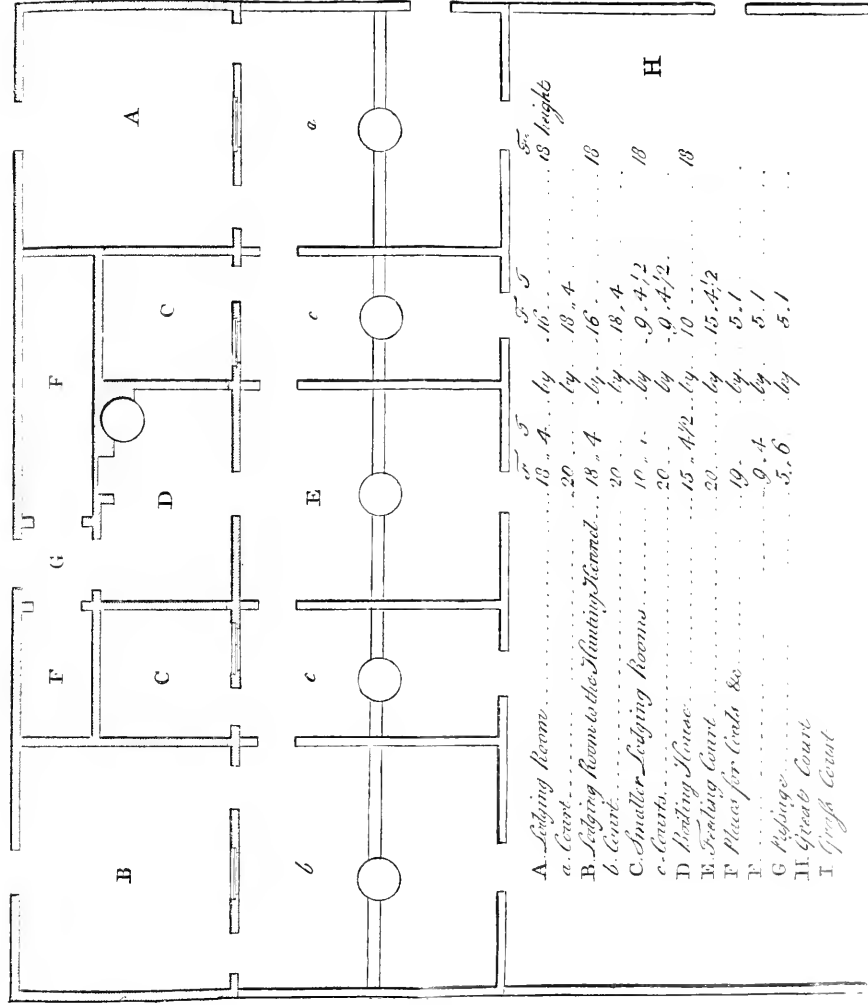 A
B
C
C
D
E
F
F
G
H
a
b
c
c
F I F I Ft
A. Lodging Room 18 " 4 by 16 18 height
a. Court 20 by 18 " 4
B. Lodging Room to the Hunting Kennel 18 " 4 by 16 18
b. Court 20 by 18 " 4
C. Smaller Lodging Rooms 10 " 1 by 9 " 4 1/2 18
c. Courts 20 by 9 " 4 1/2
D Boiling House 15 " 4 1/2 by 10 18
E. Feeding Court 20 by 15 " 4 1/2
F Places for Coals &c 19 by 5 . 1
F 9 . 4 by 5 . 1
G Passage 5 . 6 by 5 . 1
H. Great Court
I Grass Court